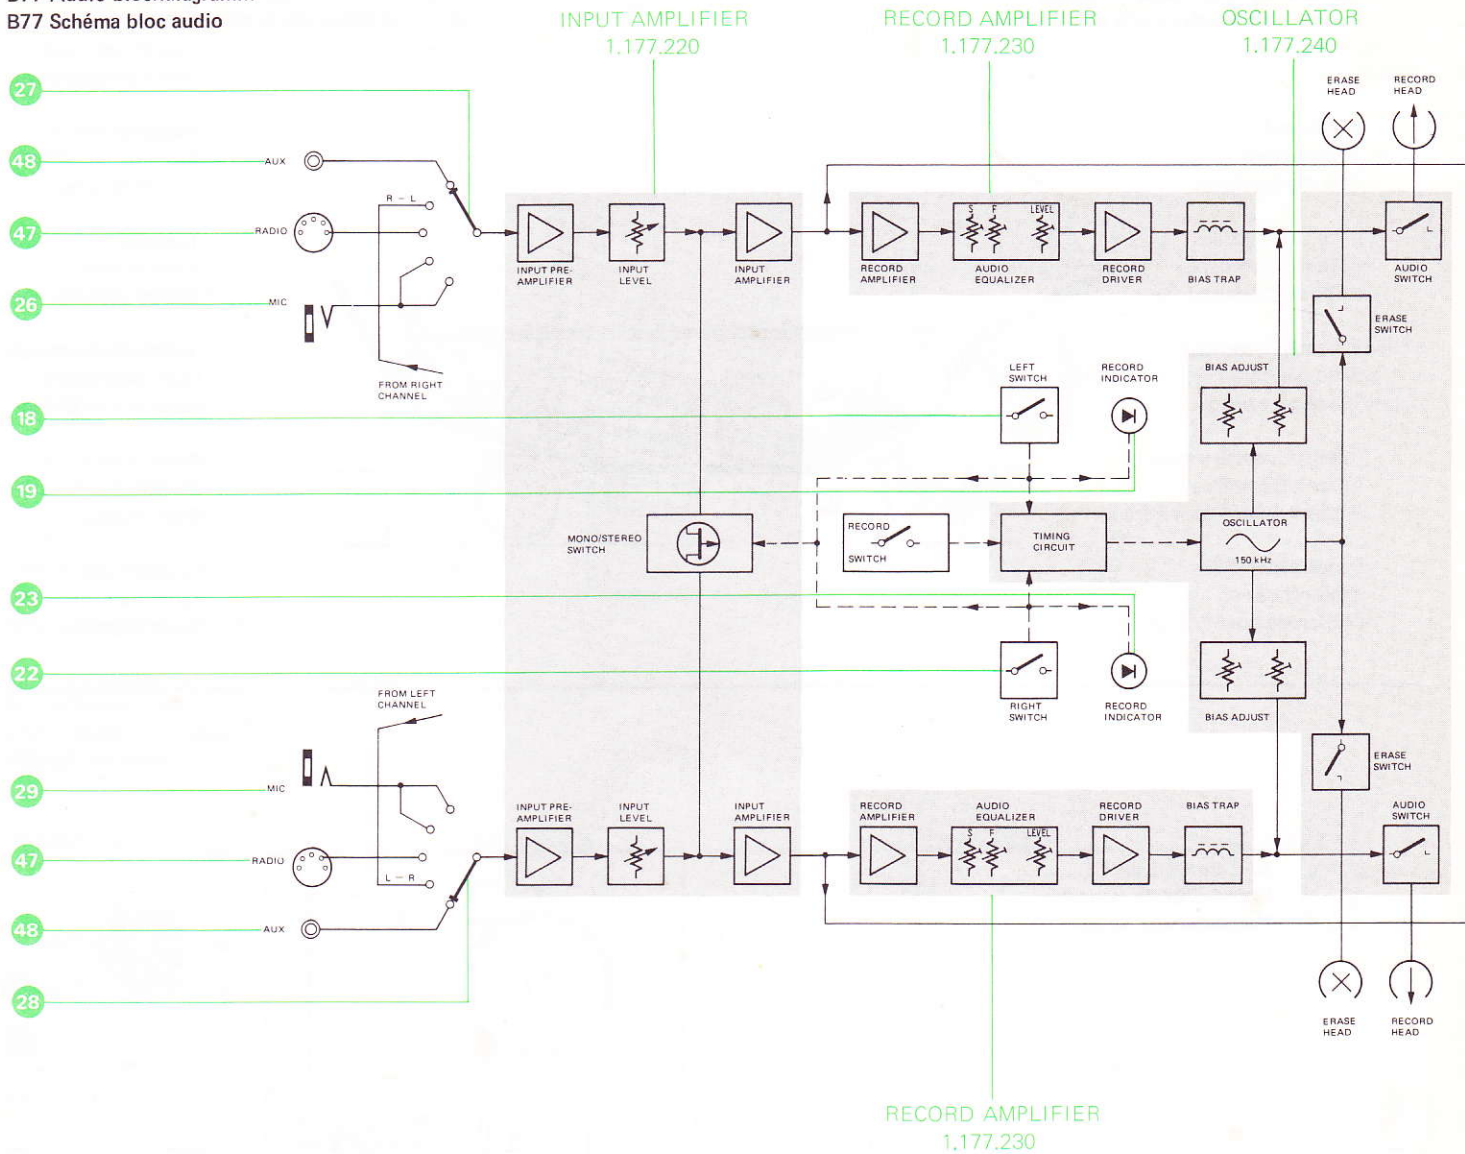 B77 Schéma bloc audio
INPUT AMPLIFIER
1.177.220
RECORD AMPLIFIER
1.177.230
OSCILLATOR
1.177.240
ERASE
HEAD
RECORD
HEAD
27
48
AUX
R – L
47
RADIO
26
MIC
FROM RIGHT
CHANNEL
INPUT PRE-
AMPLIFIER
INPUT
LEVEL
INPUT
AMPLIFIER
RECORD
AMPLIFIER
S F LEVEL
AUDIO
EQUALIZER
RECORD
DRIVER
BIAS TRAP
AUDIO
SWITCH
ERASE
SWITCH
18
LEFT
SWITCH
RECORD
INDICATOR
BIAS ADJUST
19
MONO/STEREO
SWITCH
RECORD
SWITCH
TIMING
CIRCUIT
OSCILLATOR
150 kHz
23
22
RIGHT
SWITCH
RECORD
INDICATOR
BIAS ADJUST
FROM LEFT
CHANNEL
ERASE
SWITCH
29
MIC
47
RADIO
L – R
48
AUX
28
INPUT PRE-
AMPLIFIER
INPUT
LEVEL
INPUT
AMPLIFIER
RECORD
AMPLIFIER
AUDIO
EQUALIZER
S F LEVEL
RECORD
DRIVER
BIAS TRAP
AUDIO
SWITCH
ERASE
HEAD
RECORD
HEAD
RECORD AMPLIFIER
1.177.230